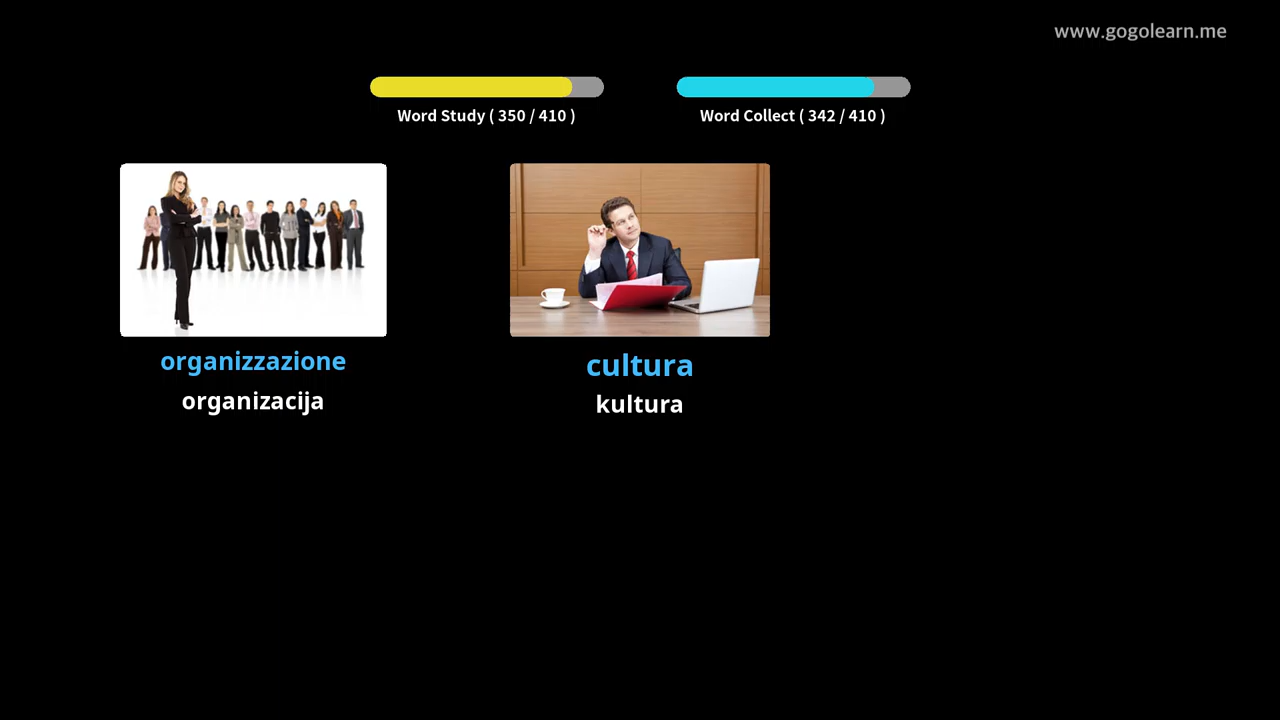 www.gogolearn.me
Word Study ( 350 / 410 )
Word Collect ( 342 / 410 )
organizzazione
organizacija
cultura
kultura